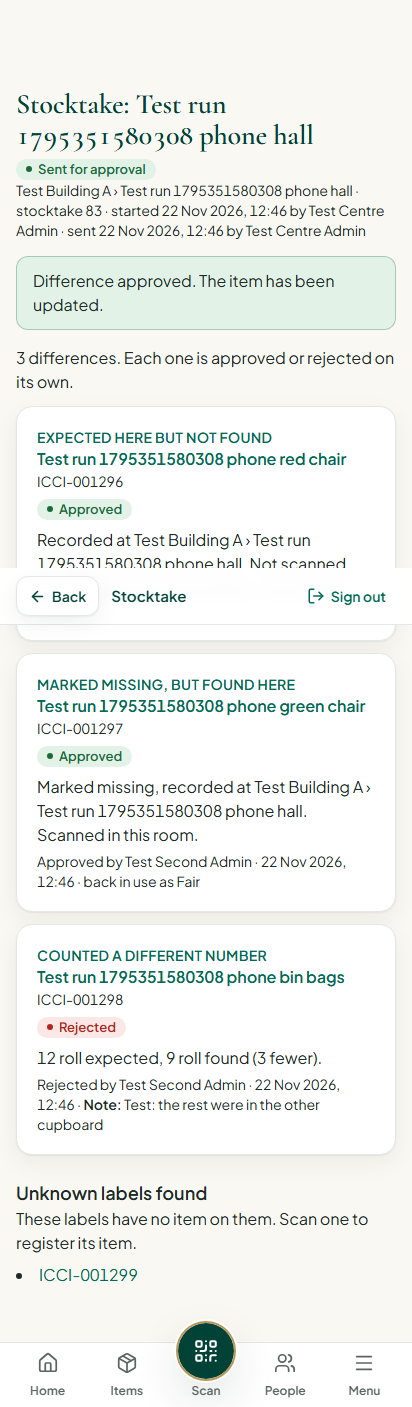 Stocktake: Test run
1795351580308 phone hall
Sent for approval
Test Building A › Test run 1795351580308 phone hall ·
stocktake 83 · started 22 Nov 2026, 12:46 by Test Centre
Admin · sent 22 Nov 2026, 12:46 by Test Centre Admin
Difference approved. The item has been
updated.
3 differences. Each one is approved or rejected on
its own.
EXPECTED HERE BUT NOT FOUND
Test run 1795351580308 phone red chair
ICCI-001296
Approved
Recorded at Test Building A › Test run
1795351580308 phone hall. Not scanned
Back
Stocktake
Sign out
MARKED MISSING, BUT FOUND HERE
Test run 1795351580308 phone green chair
ICCI-001297
Approved
Marked missing, recorded at Test Building A ›
Test run 1795351580308 phone hall.
Scanned in this room.
Approved by Test Second Admin · 22 Nov 2026,
12:46 · back in use as Fair
COUNTED A DIFFERENT NUMBER
Test run 1795351580308 phone bin bags
ICCI-001298
Rejected
12 roll expected, 9 roll found (3 fewer).
Rejected by Test Second Admin · 22 Nov 2026,
12:46 · Note: Test: the rest were in the other
cupboard
Unknown labels found
These labels have no item on them. Scan one to
register its item.
ICCI-001299
Home
Items
Scan
People
Menu